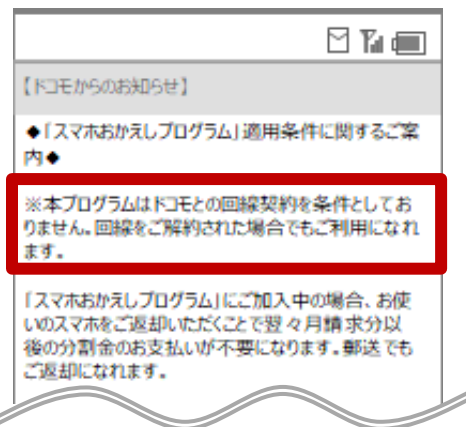 【ドコモからのお知らせ】
◆「スマホおかえしプログラム」適用条件に関するご案
内◆
※本プログラムはドコモとの回線契約を条件としてお
りません。回線をご解約された場合でもご利用になれ
ます。
「スマホおかえしプログラム」にご加入中の場合、お使
いのスマホをご返却いただくことで翌々月請求分以
後の分割金のお支払いが不要になります。郵送でも
ご返却になれます。